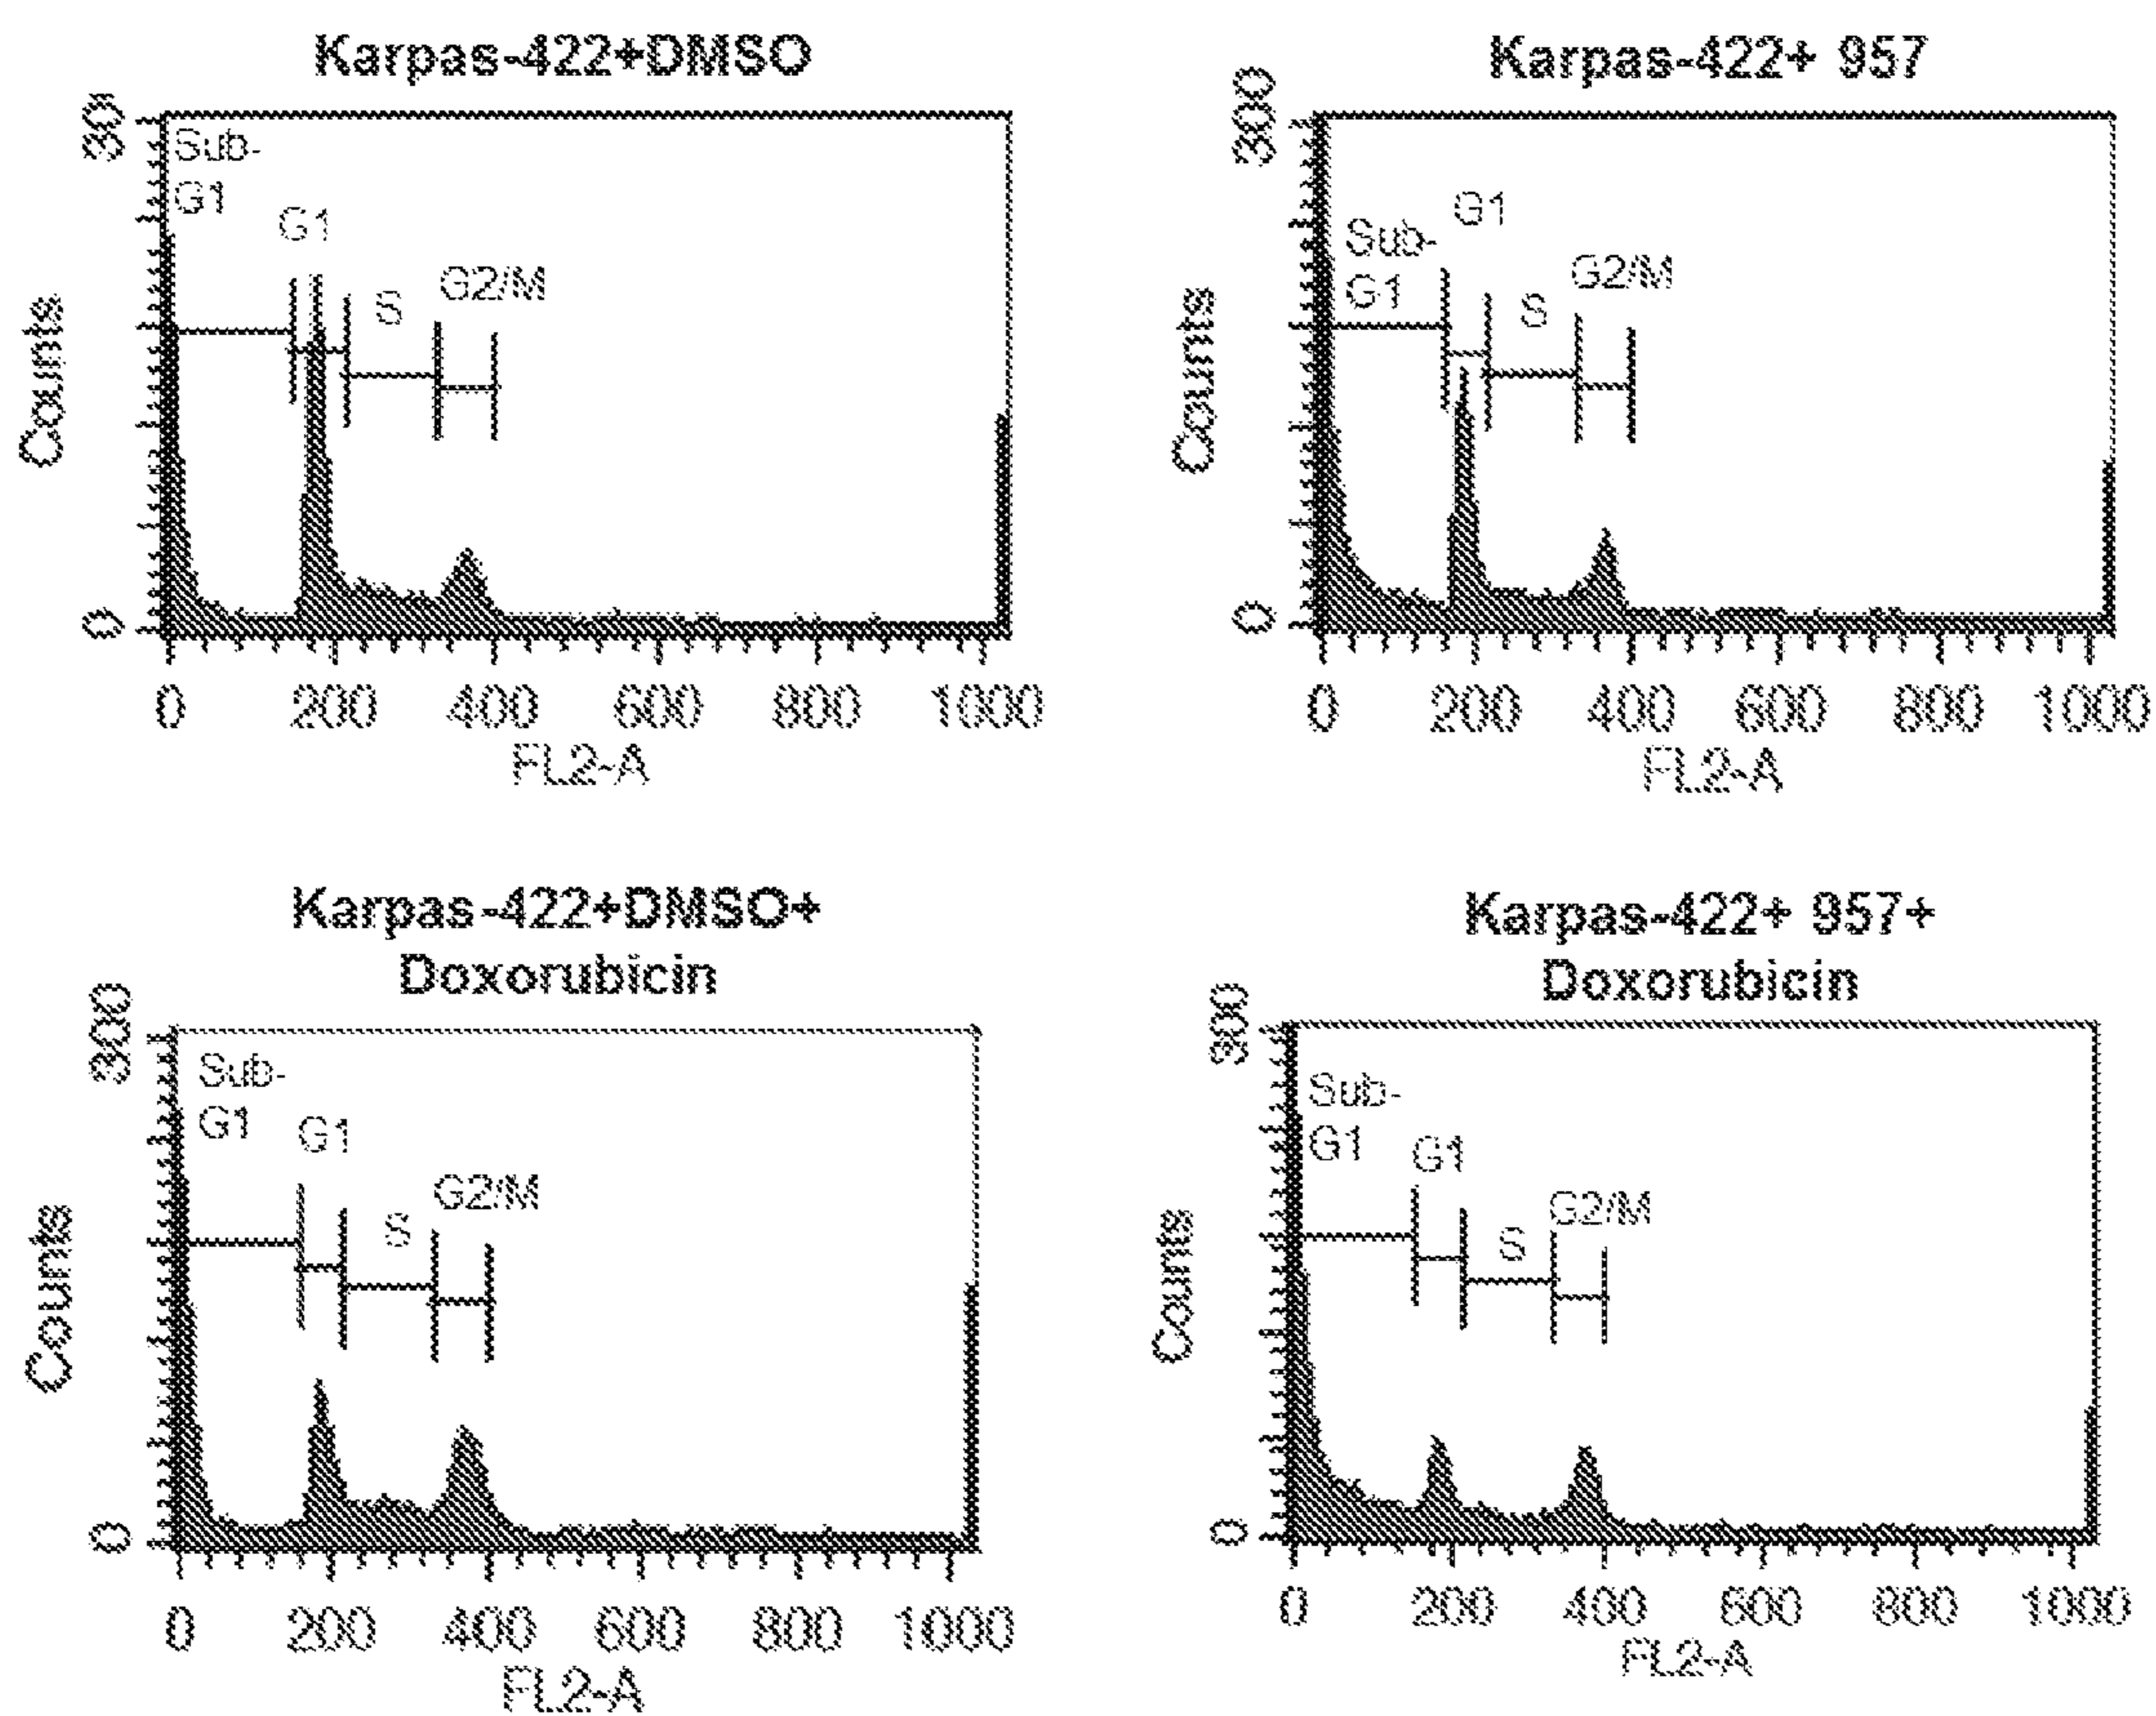 Karpas-422+DMSO
300
Sub-
G1
G1
S
G2/M
Counts
0
0 200 400 600 800 1000
FL2-A
Karpas-422+ 957
300
Sub-
G1
G1
S
G2/M
Counts
0
0 200 400 600 800 1000
FL2-A
Karpas-422+DMSO+
Doxorubicin
300
Sub-
G1
G1
S
G2/M
Counts
0
0 200 400 600 800 1000
FL2-A
Karpas-422+ 957+
Doxorubicin
300
Sub-
G1
G1
S
G2/M
Counts
0
0 200 400 600 800 1000
FL2-A